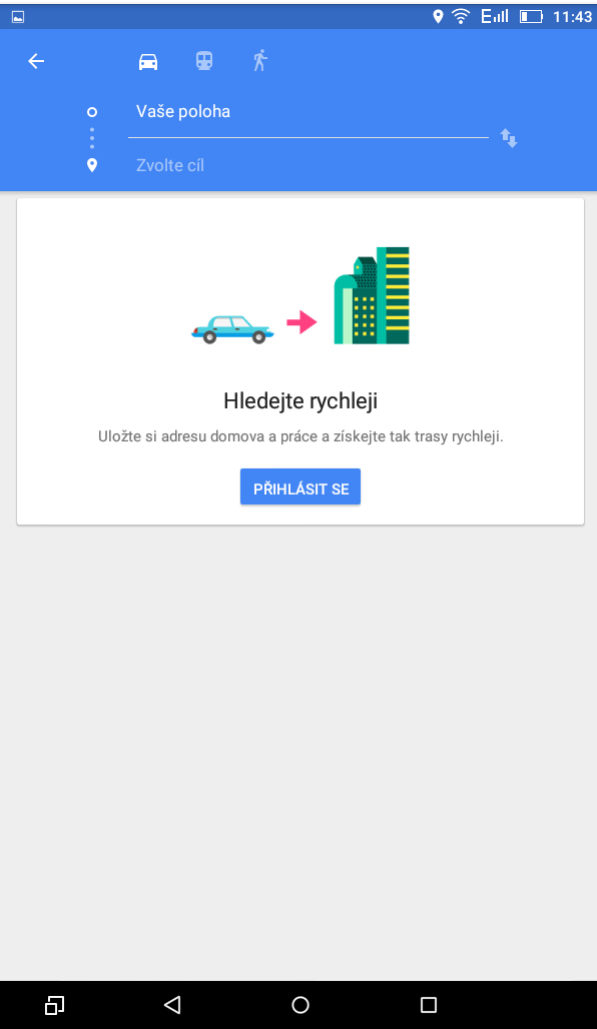 E 11:43
Vaše poloha
Zvolte cíl
Hledejte rychleji
Uložte si adresu domova a práce a získejte tak trasy rychleji.
PŘIHLÁSIT SE